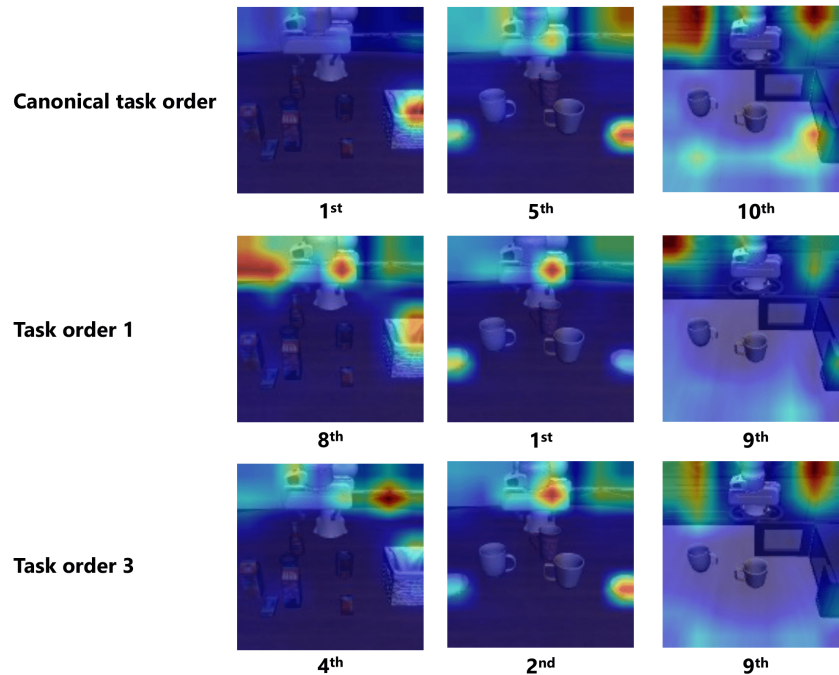 Canonical task order
1st
5th
10th
Task order 1
8th
1st
9th
Task order 3
4th
2nd
9th